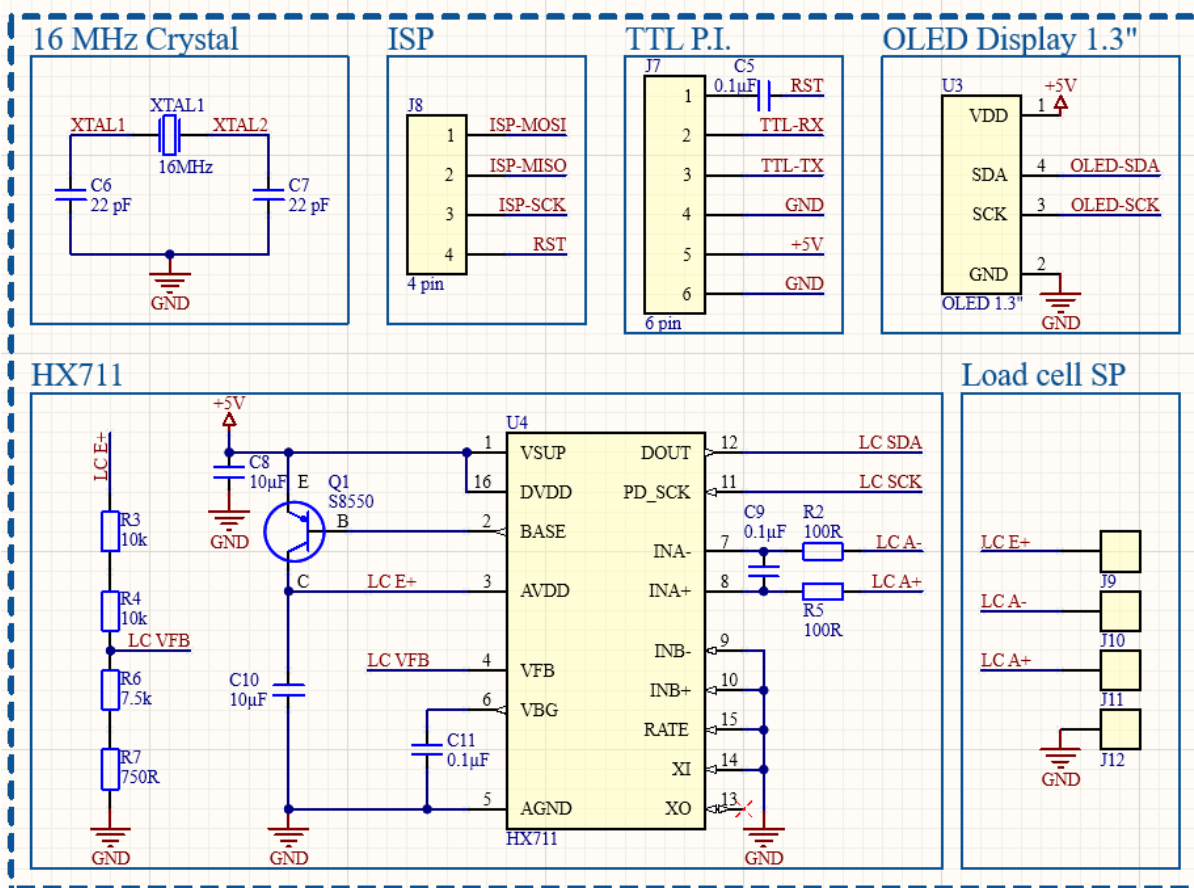 16 MHz Crystal
XTAL1
XTAL1
XTAL2
16MHz
C6
22 pF
C7
22 pF
GND
ISP
J8
1
ISP-MOSI
2
ISP-MISO
3
ISP-SCK
4
RST
4 pin
TTL P.I.
J7
C5
0.1µF
1
RST
2
TTL-RX
3
TTL-TX
4
GND
5
+5V
6
GND
6 pin
OLED Display 1.3"
U3
+5V
VDD
1
SDA
4
OLED-SDA
SCK
3
OLED-SCK
GND
2
OLED 1.3"
GND
HX711
LC E+
R3
10k
R4
10k
LC VFB
R6
7.5k
R7
750R
GND
+5V
C8
10µF
GND
E
Q1
S8550
B
C
LC E+
LC VFB
C10
10µF
C11
0.1µF
GND
U4
1
VSUP
16
DVDD
2
BASE
3
AVDD
4
VFB
6
VBG
5
AGND
HX711
DOUT
12
LC SDA
PD_SCK
11
LC SCK
C9
0.1µF
R2
100R
INA-
7
LC A-
INA+
8
LC A+
R5
100R
INB-
9
INB+
10
RATE
15
XI
14
XO
13
GND
Load cell SP
LC E+
J9
LC A-
J10
LC A+
J11
GND
J12